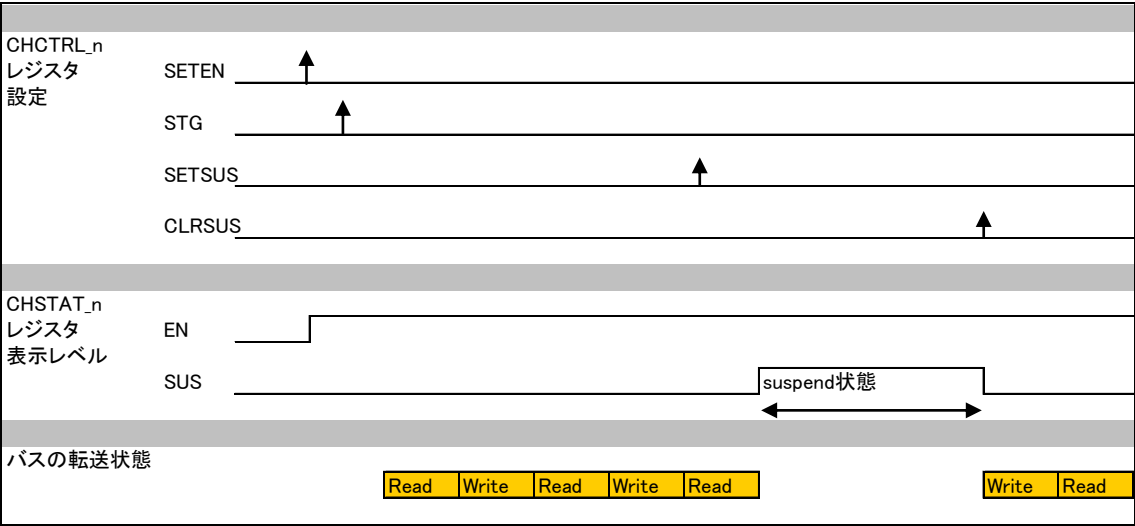 CHCTRL_n
レジスタ
設定
SETEN
STG
SETSUS
CLRSUS
CHSTAT_n
レジスタ
表示レベル
EN
SUS
suspend状態
バスの転送状態
Read Write Read Write Read Write Read